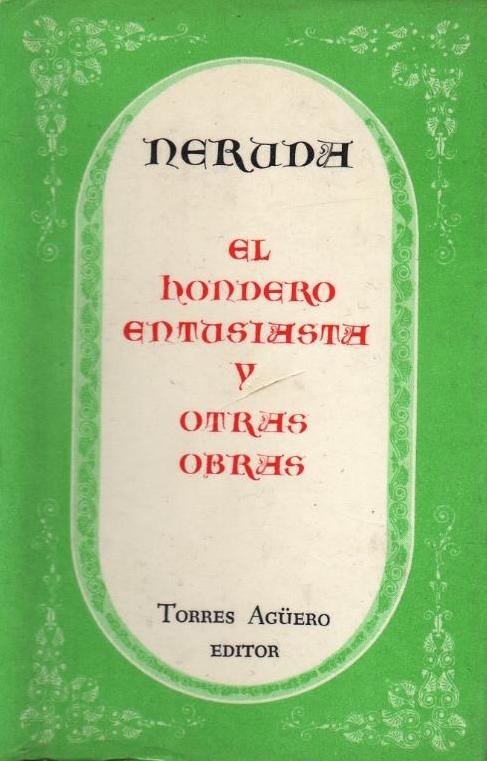 NERUDA
EL
HONDERO
ENTUSIASTA
Y
OTRAS
OBRAS
TORRES AGÜERO
EDITOR